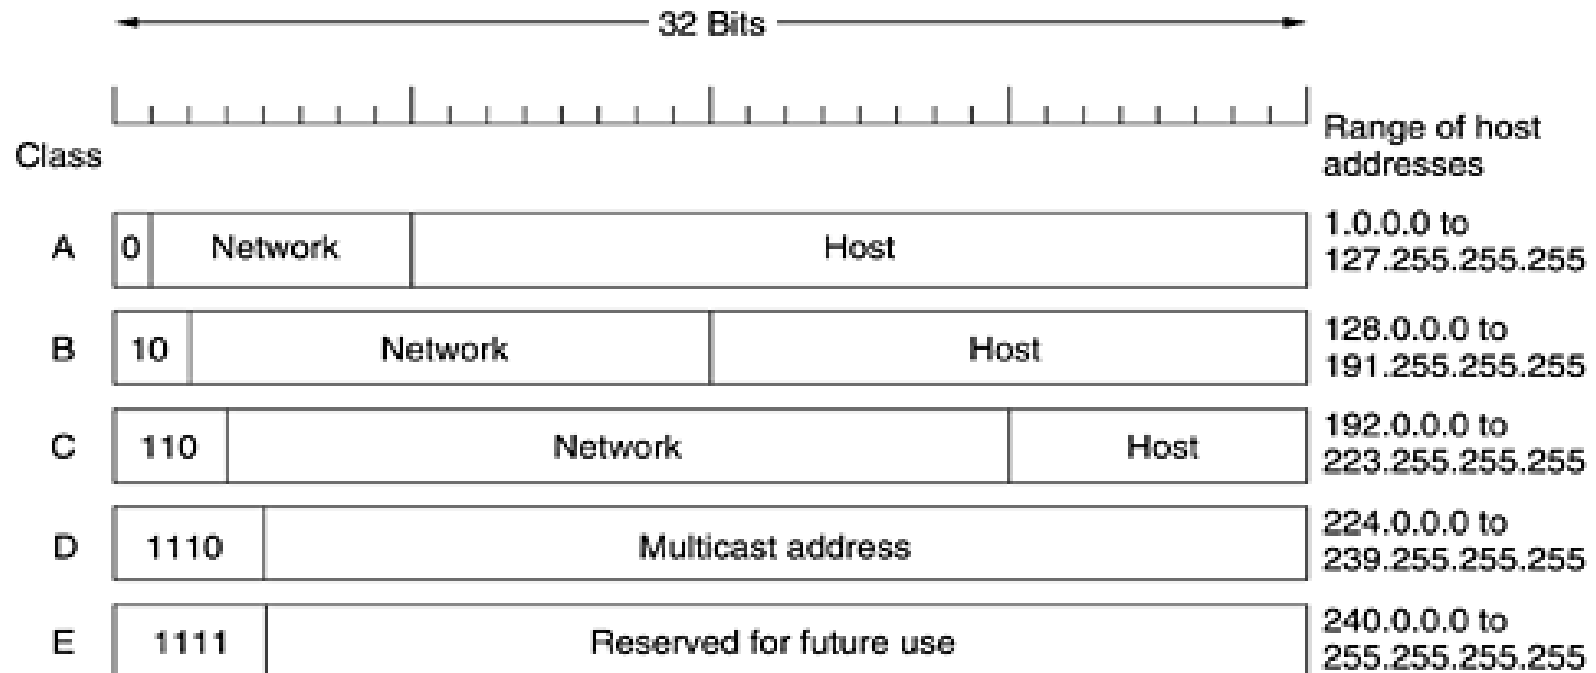 32 Bits
Range of host
addresses
Class
A 0 Network Host 1.0.0.0 to
127.255.255.255
B 10 Network Host 128.0.0.0 to
191.255.255.255
C 110 Network Host 192.0.0.0 to
223.255.255.255
D 1110 Multicast address 224.0.0.0 to
239.255.255.255
E 1111 Reserved for future use 240.0.0.0 to
255.255.255.255